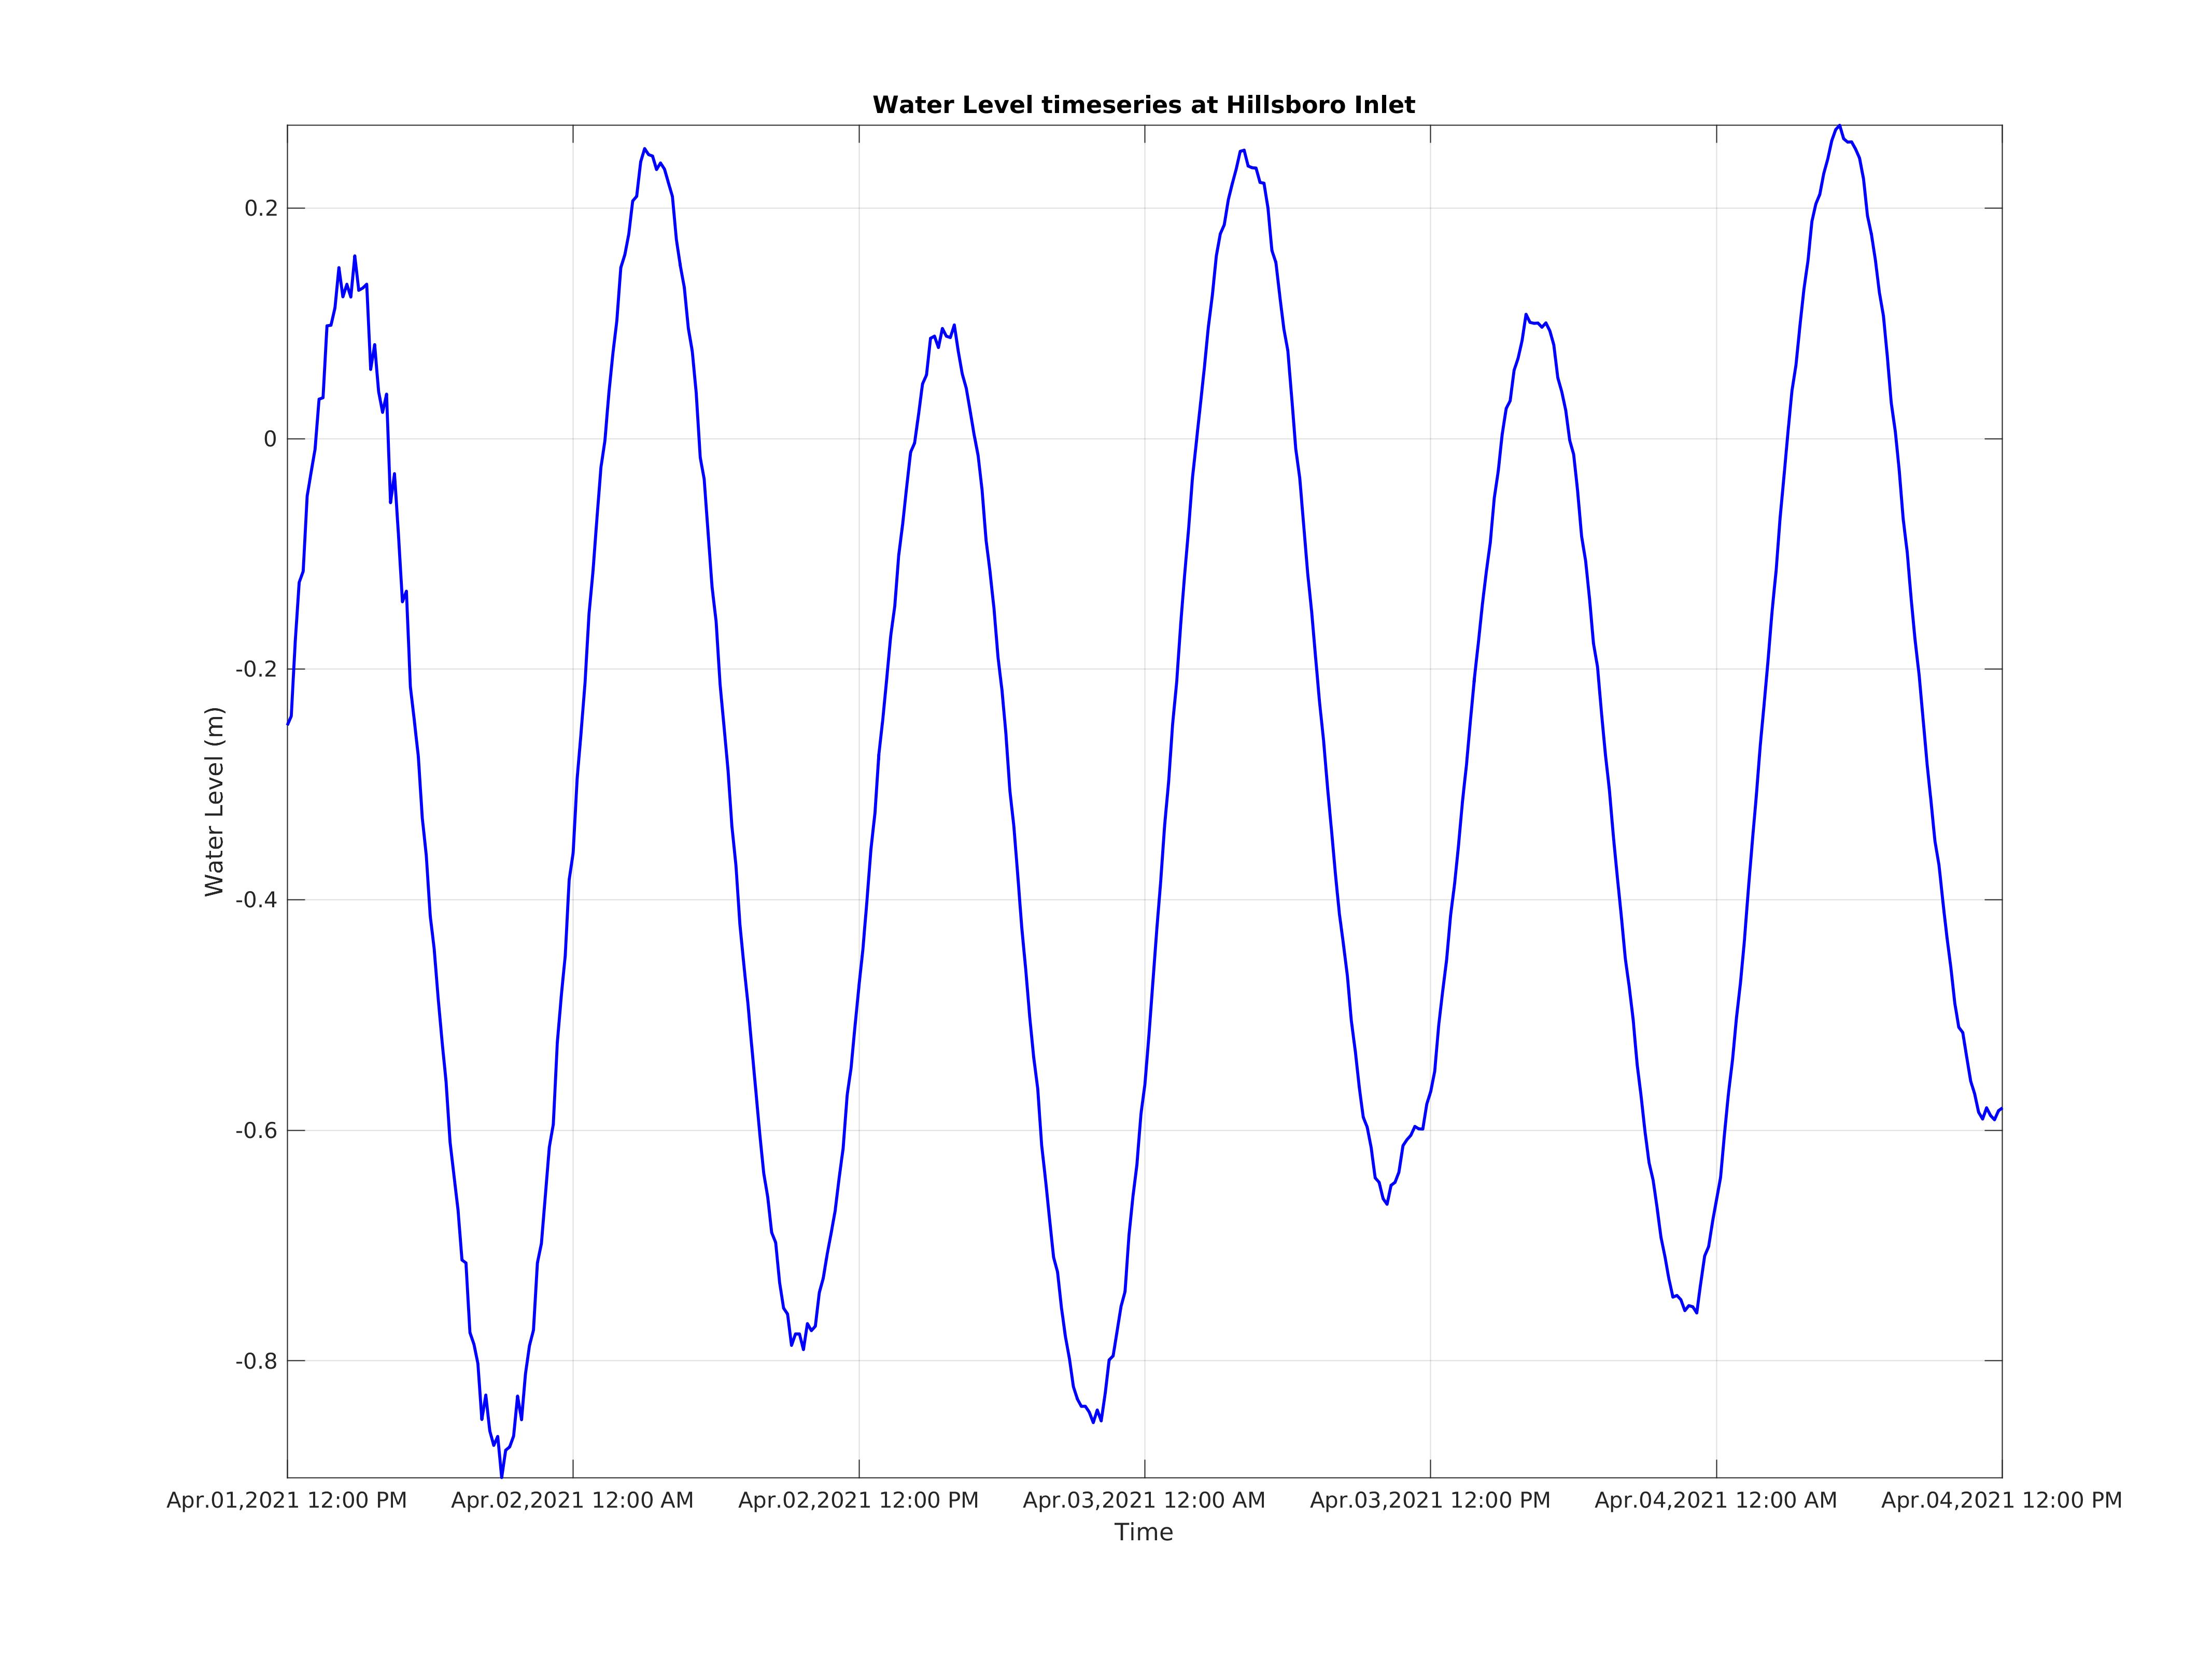 Water Level timeseries at Hillsboro Inlet
0.2
0
-0.2
-0.4
-0.6
-0.8
Water Level (m)
Apr.01,2021 12:00 PM Apr.02,2021 12:00 AM Apr.02,2021 12:00 PM Apr.03,2021 12:00 AM Apr.03,2021 12:00 PM Apr.04,2021 12:00 AM Apr.04,2021 12:00 PM
Time